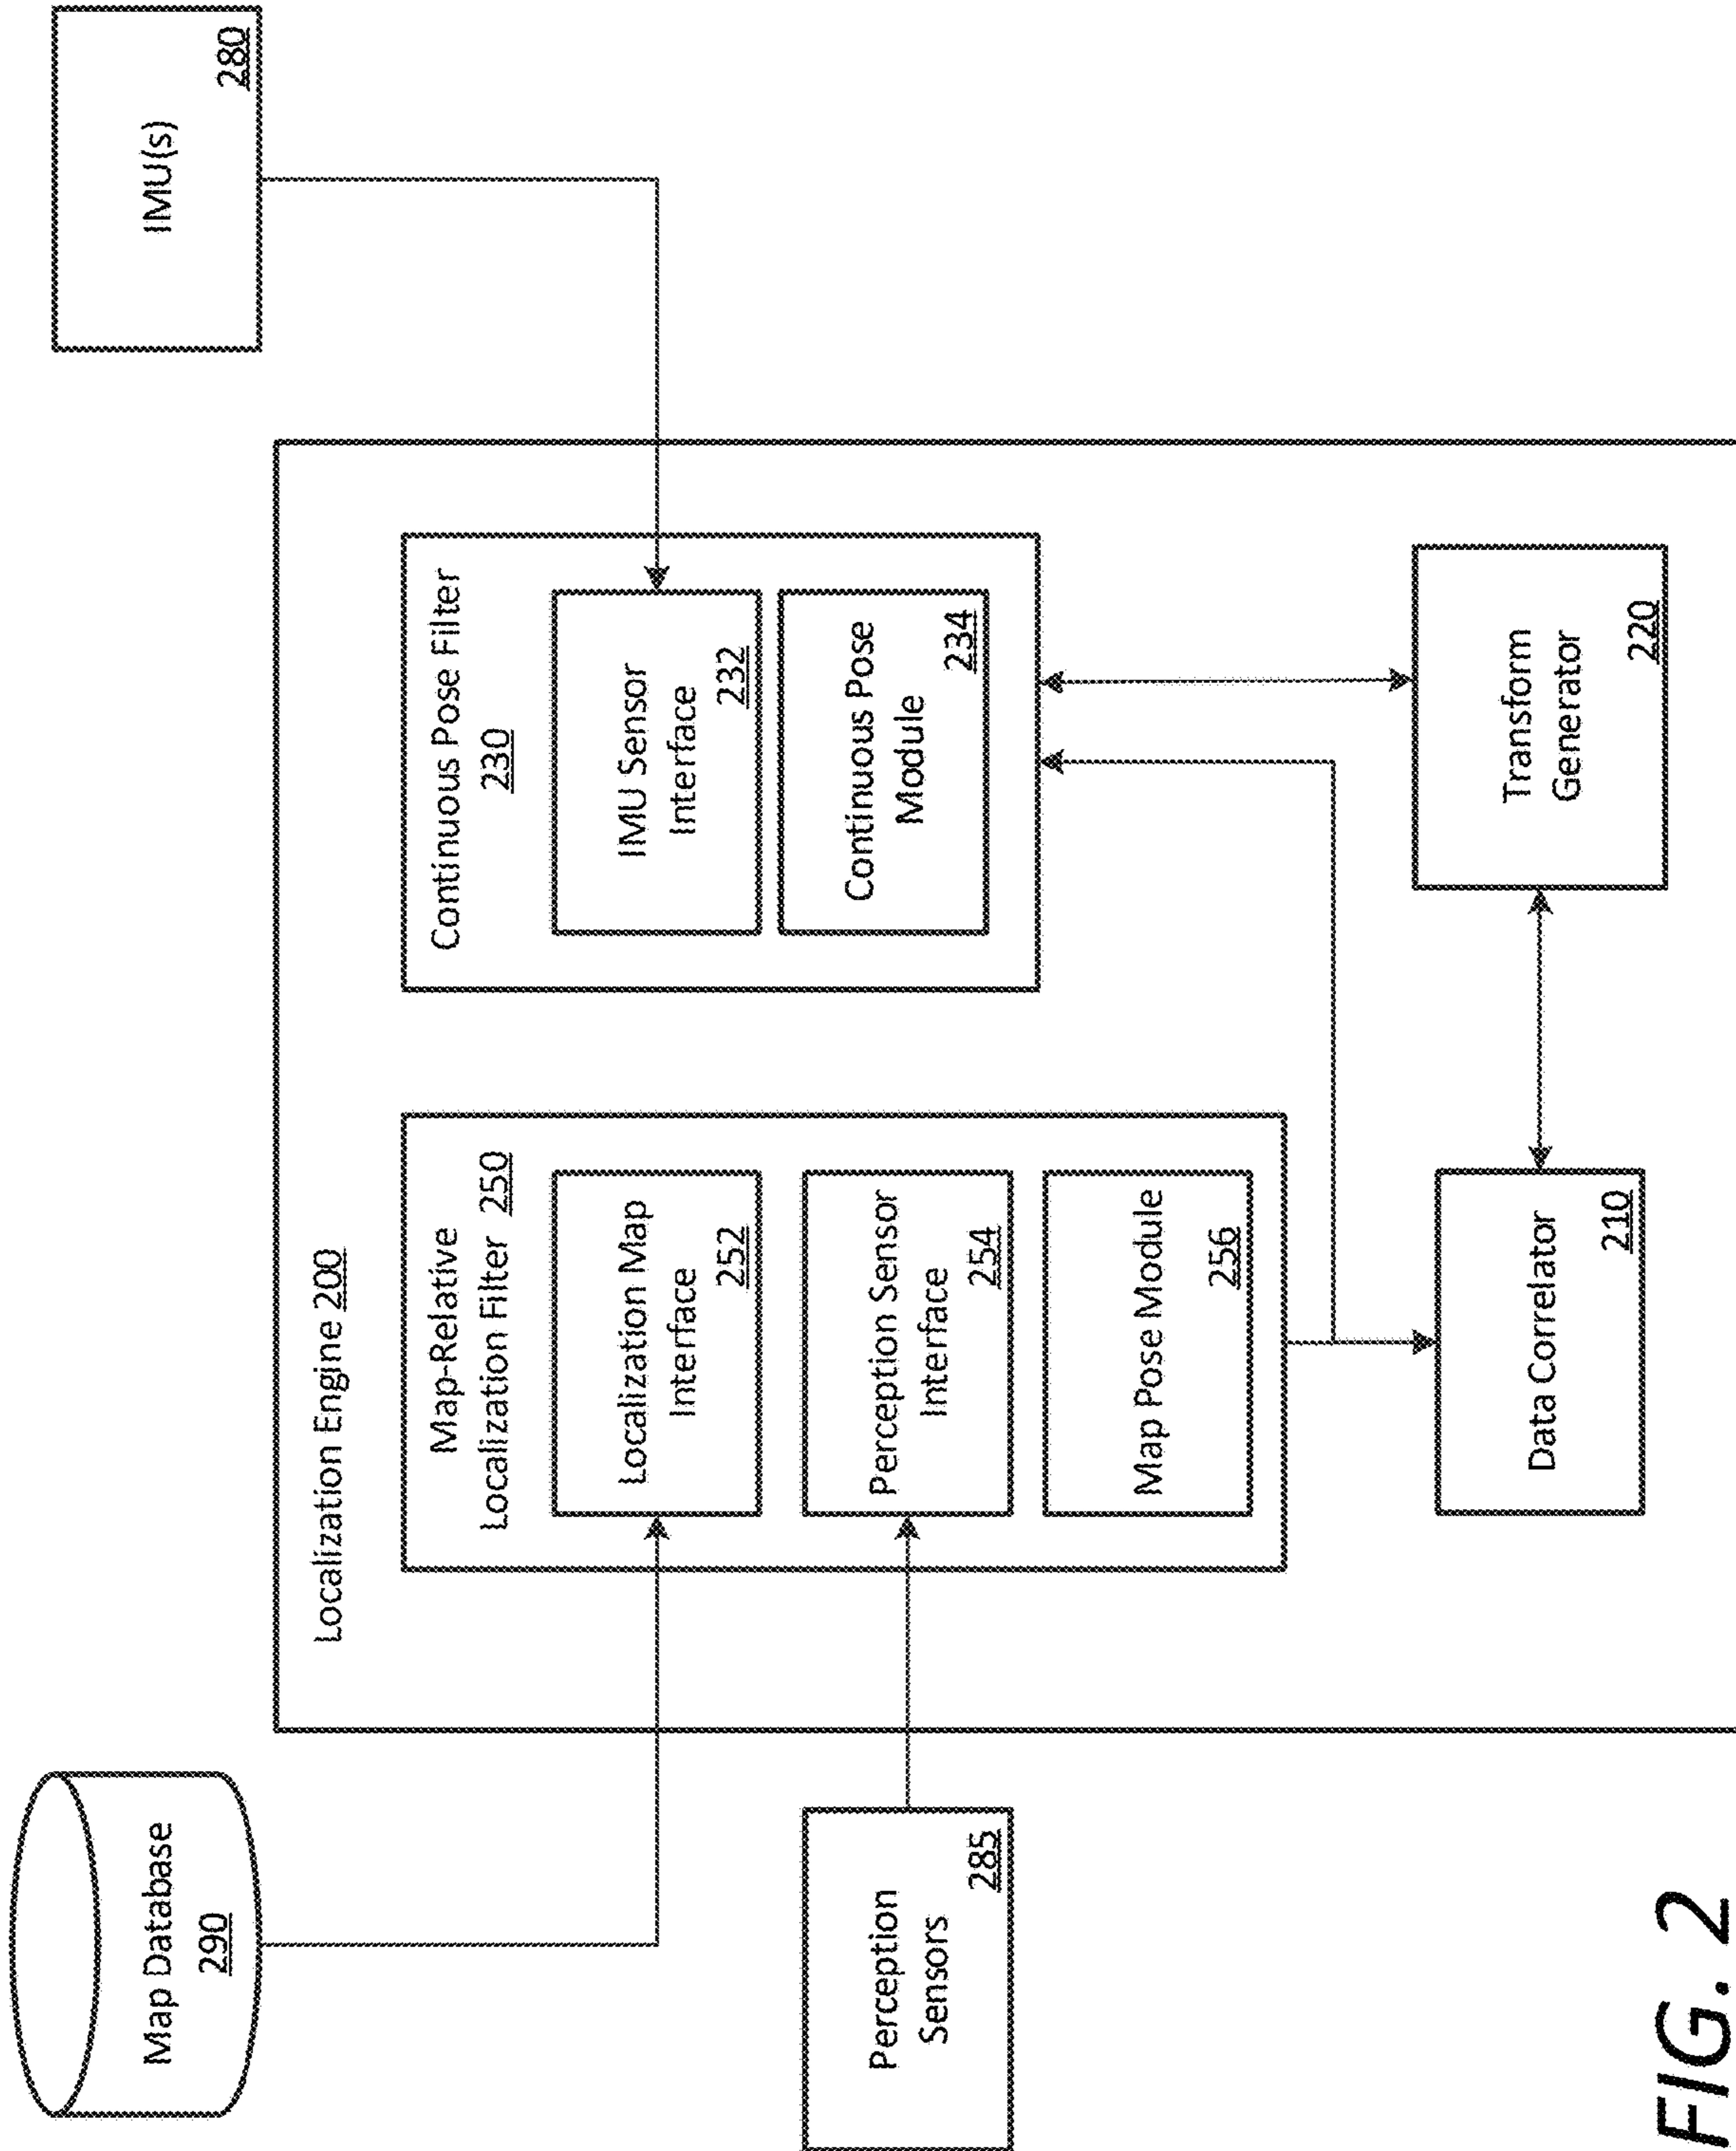 Map Database
290
IMU(s)
280
Localization Engine 200
Map-Relative
Localization Filter 250
Localization Map
Interface
252
Perception Sensor
Interface
254
Map Pose Module
256
Continuous Pose Filter
230
IMU Sensor
Interface
232
Continuous Pose
Module
234
Perception
Sensors
285
Data Correlator
210
Transform
Generator
220
FIG. 2